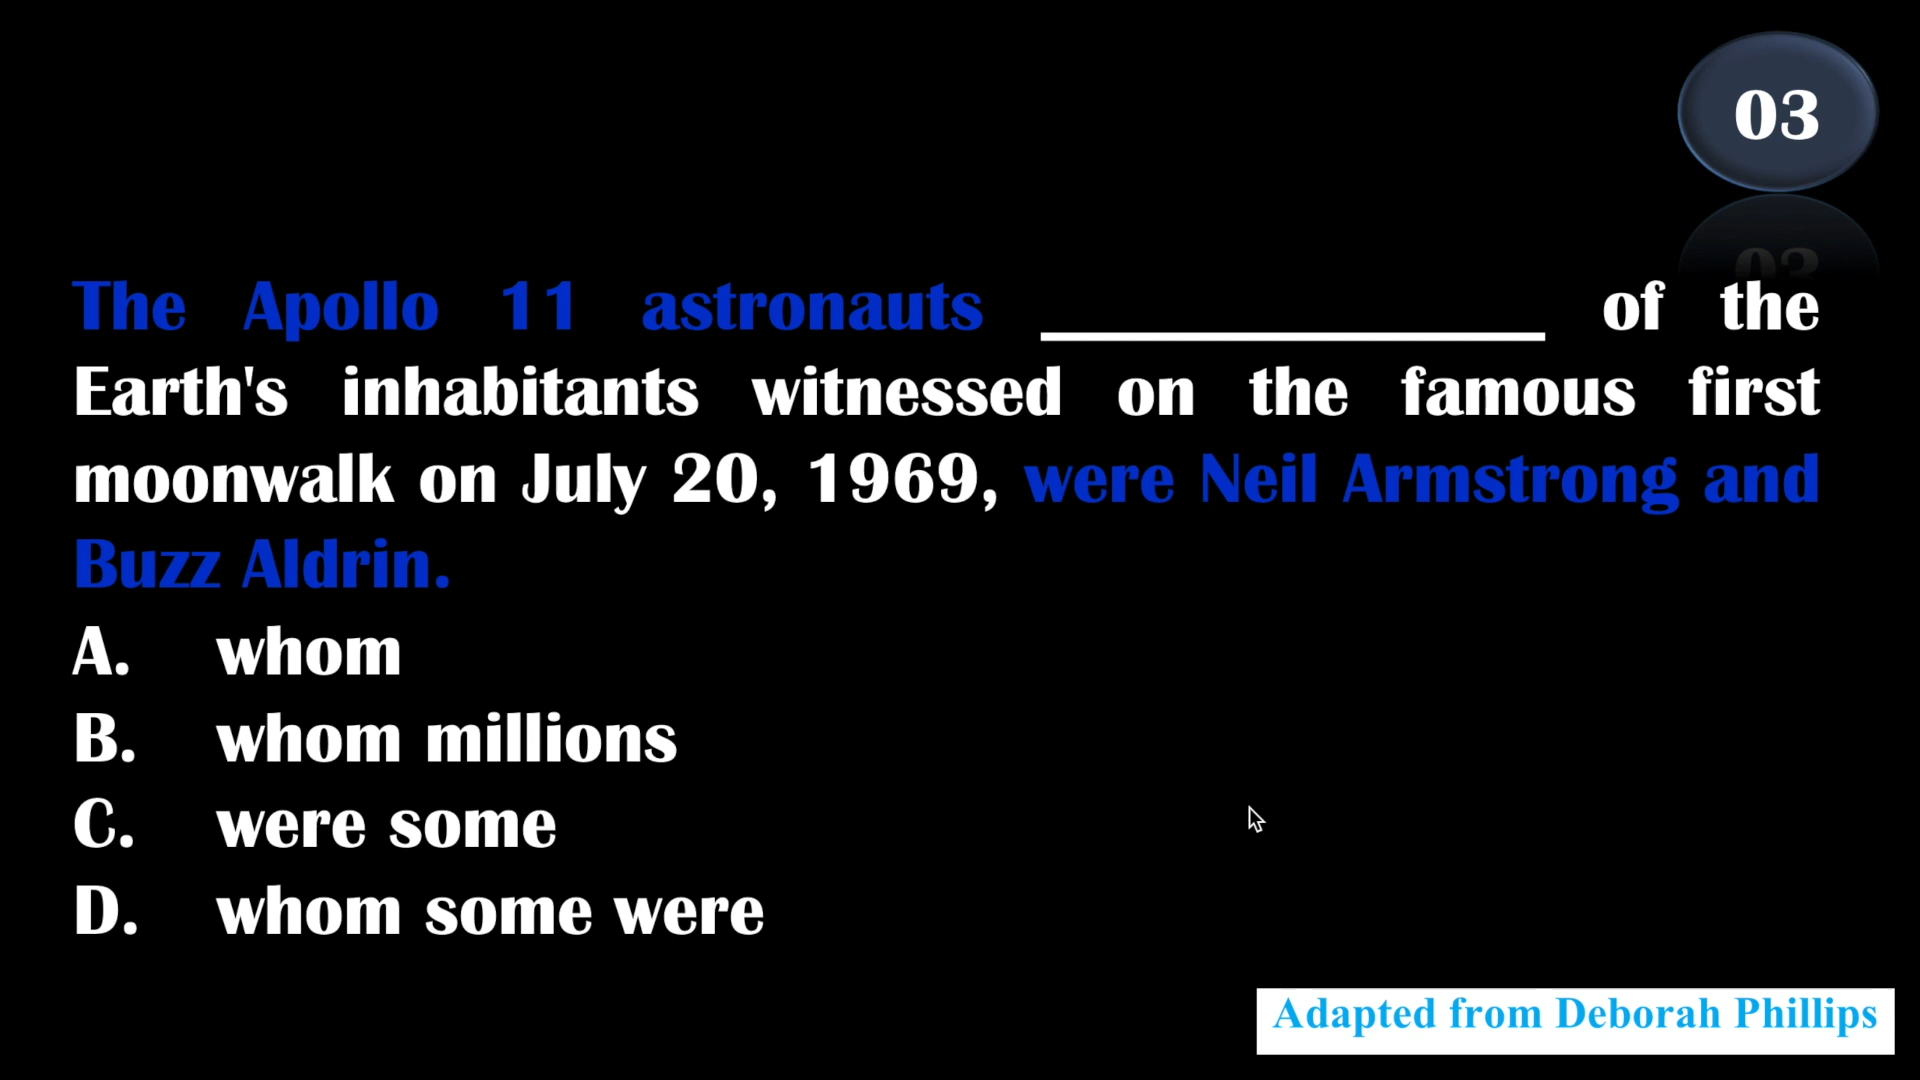 03
The Apollo 11 astronauts ______________ of the
Earth's inhabitants witnessed on the famous first
moonwalk on July 20, 1969, were Neil Armstrong and
Buzz Aldrin.
A. whom
B. whom millions
C. were some
D. whom some were
Adapted from Deborah Phillips